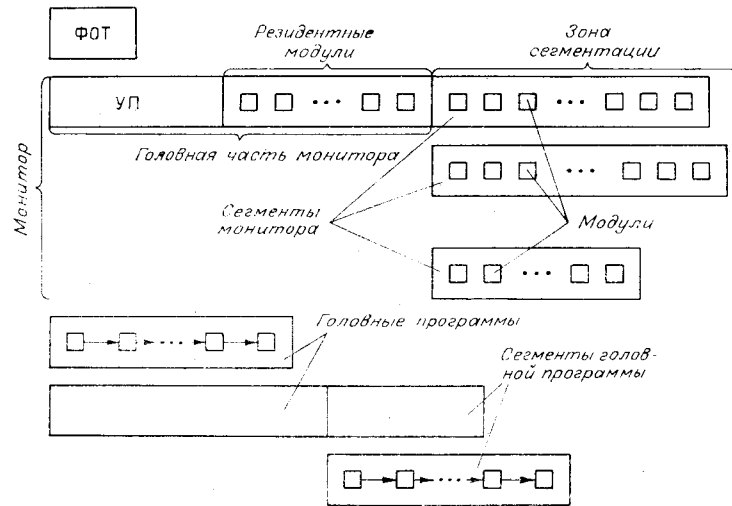 ФОТ
Резидентные
модули
Зона
сегментации
УП
Головная часть монитора
Монитор
Сегменты
монитора
Модули
Головные программы
Сегменты голов-
ной программы